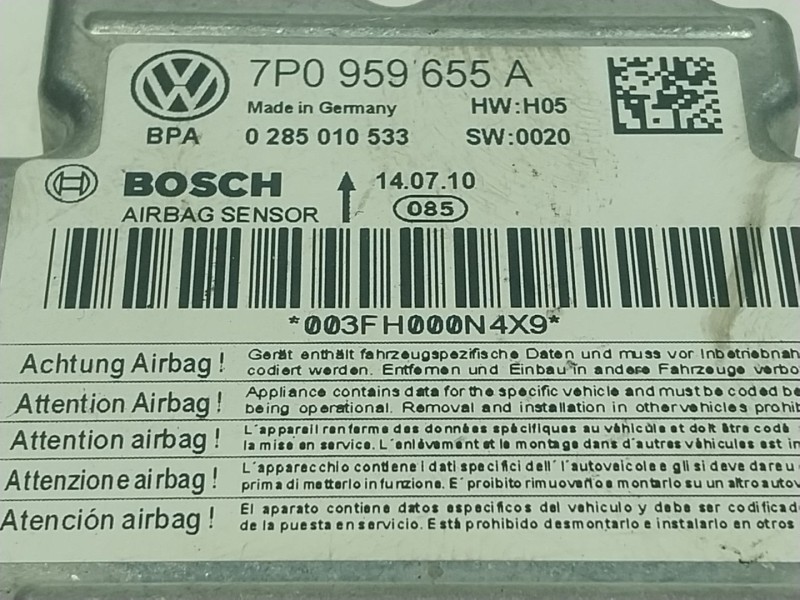 7P0 959 655 A
Made in Germany HW:H05
BPA 0 285 010 533 SW:0020
BOSCH 14.07.10
AIRBAG SENSOR 085
*003FH000N4X9*
Achtung Airbag! Gerät enthält fahrzeugspezifische Daten und muss vor Inbetriebnah
codiert werden. Entfernen und Einbau in andere Fahrzeuge verbo
Attention Airbag! Appliance contains data for the specific vehicle and must be coded be
being operational. Removal and installation in other vehicles prohib
Attention airbag! L'appareil renferme des données spécifiques au véhicule et doit être codé
la mise en service. L'enlèvement et le montage dans d'autres véhicules est in
Attenzione airbag! L'apparecchio contiene i dati specifici dell'l'autoveicolo e gli si deve dare u
prima di metterlo in funzione. E' proibito rimuovario e montarlo su un altro autov
Atención airbag! El aparato contiene datos especificos del vehiculo y debe ser codificad
de la puesta en servicio. Está prohibido desmontarlo e instalarlo en otros